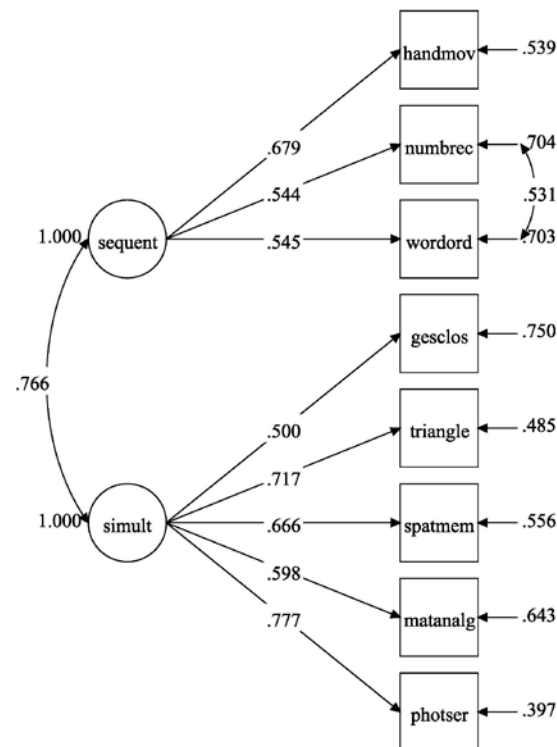 handmov
.539
.679
numbrec
.704
.544
.531
1.000
sequent
.545
wordord
.703
gesclos
.750
.766
.500
triangle
.485
.717
1.000
simult
.666
spatmem
.556
.598
matanalg
.643
.777
photser
.397